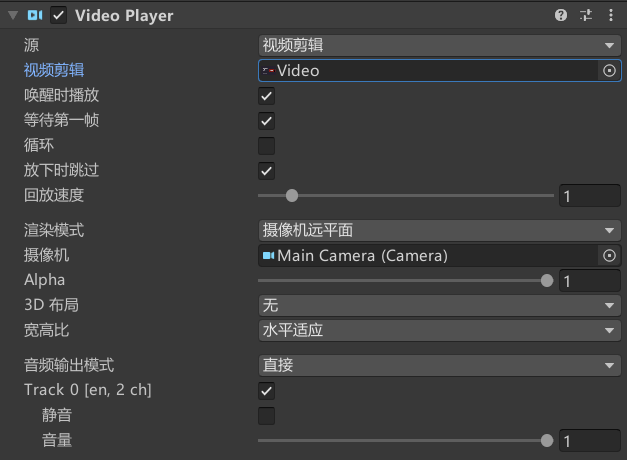 Video Player
源 视频剪辑
视频剪辑 Video
唤醒时播放
等待第一帧
循环
放下时跳过
回放速度 1
渲染模式 摄像机远平面
摄像机 Main Camera (Camera)
Alpha 1
3D 布局 无
宽高比 水平适应
音频输出模式 直接
Track 0 [en, 2 ch]
静音
音量 1